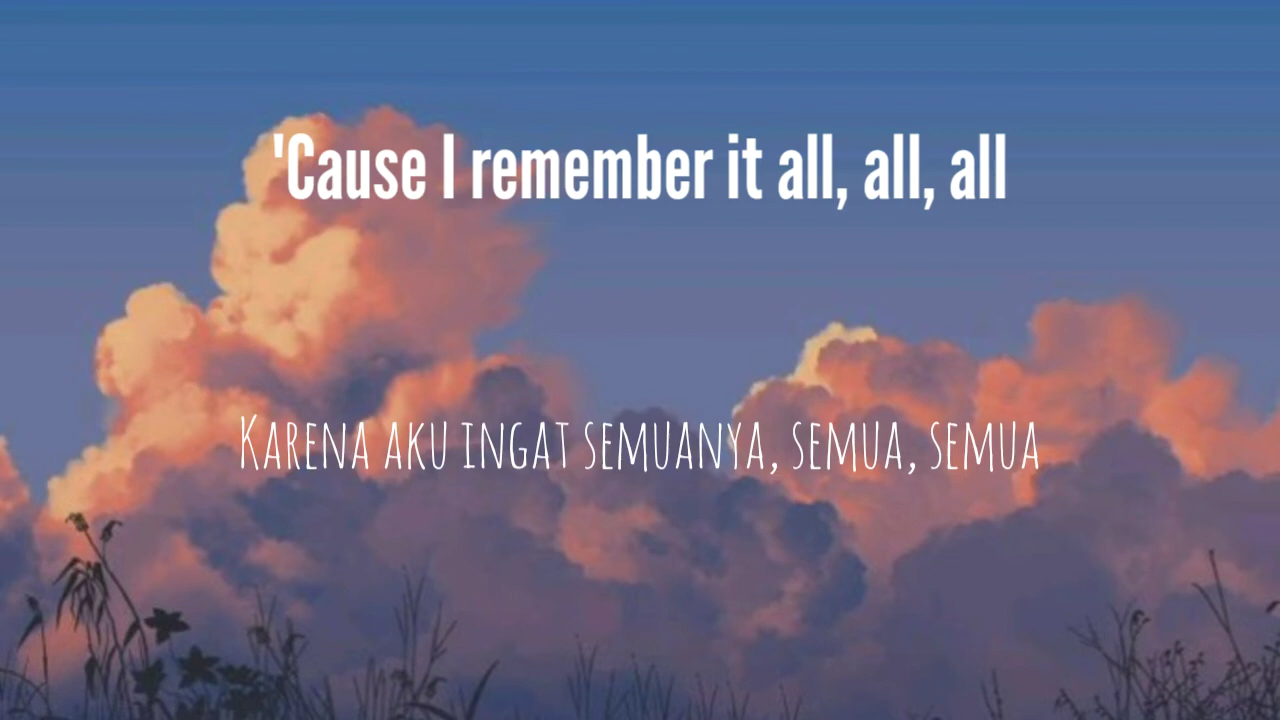 'Cause I remember it all, all, all
Karena aku ingat semuanya, semua, semua